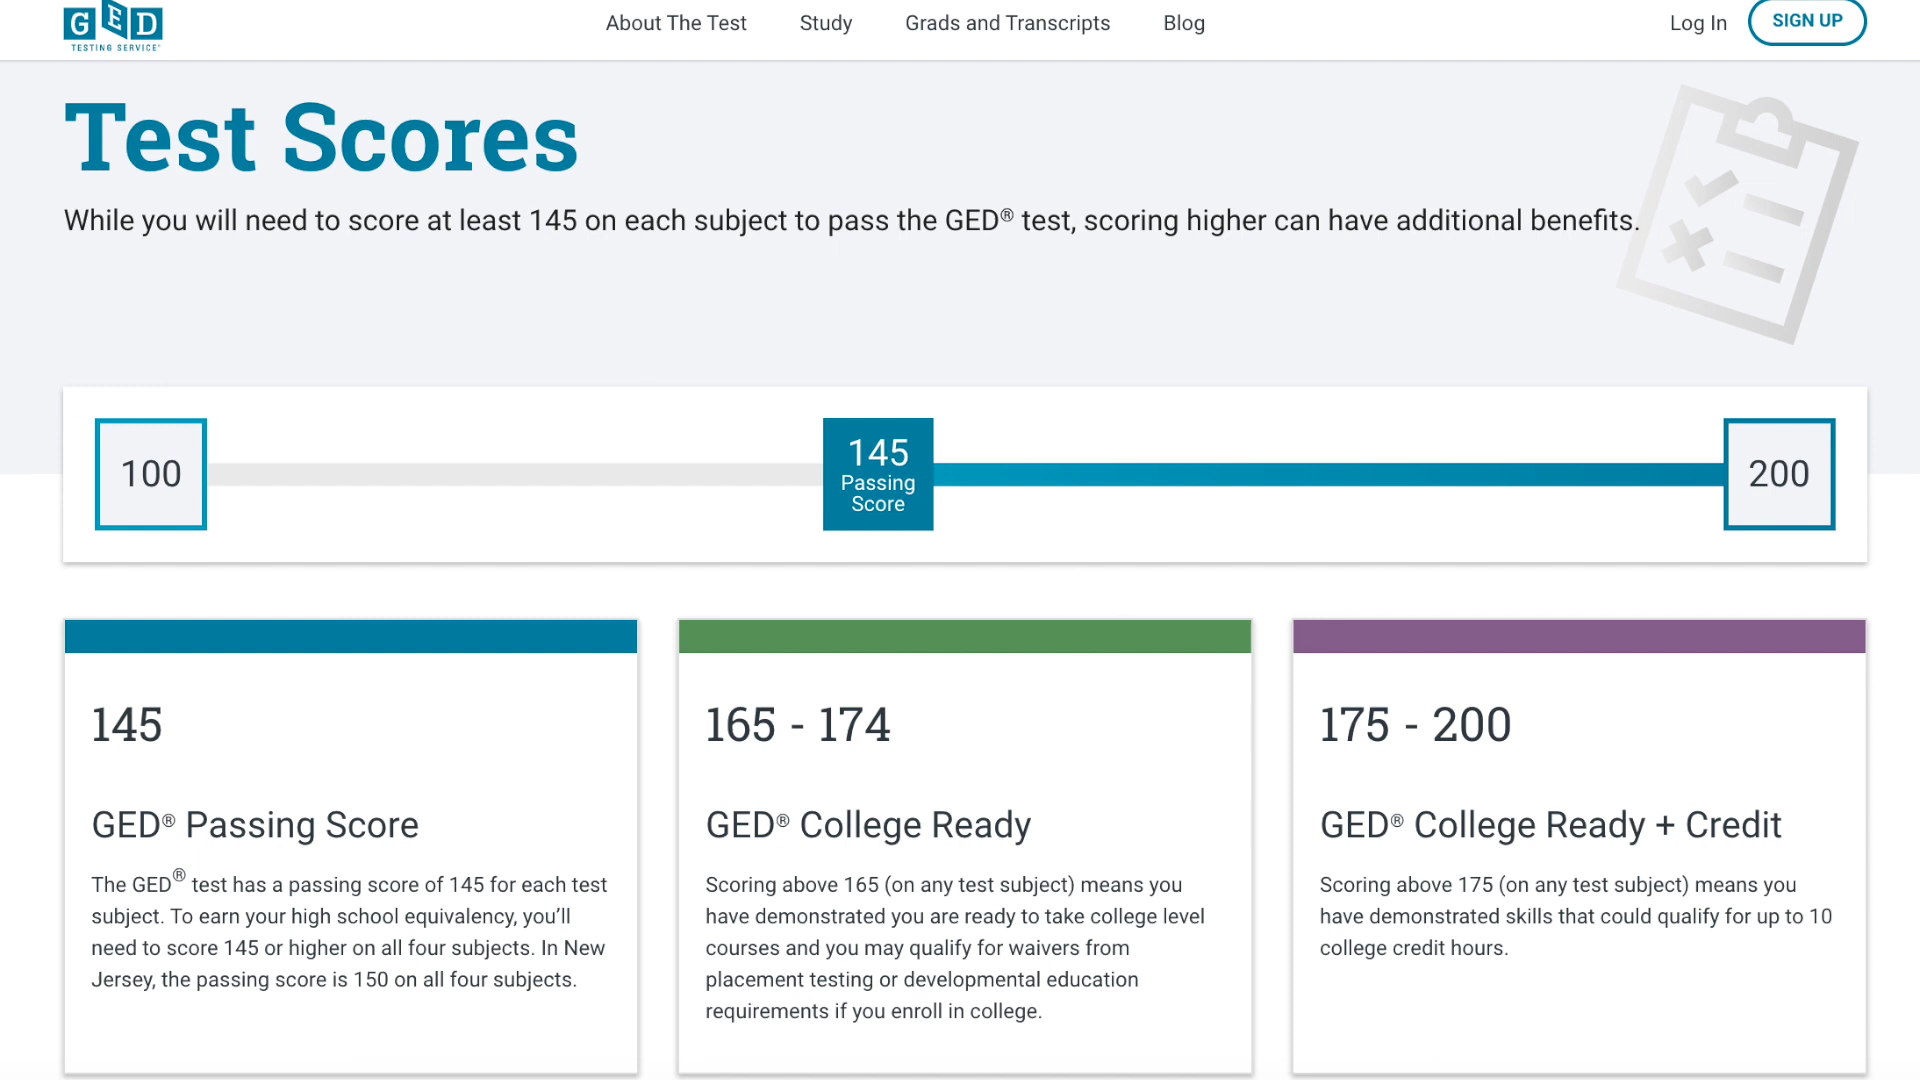 GED
TESTING SERVICE®
About The Test
Study
Grads and Transcripts
Blog
Log In
SIGN UP
Test Scores
While you will need to score at least 145 on each subject to pass the GED® test, scoring higher can have additional benefits.
100
145
Passing
Score
200
145
GED® Passing Score
The GED® test has a passing score of 145 for each test
subject. To earn your high school equivalency, you’ll
need to score 145 or higher on all four subjects. In New
Jersey, the passing score is 150 on all four subjects.
165 - 174
GED® College Ready
Scoring above 165 (on any test subject) means you
have demonstrated you are ready to take college level
courses and you may qualify for waivers from
placement testing or developmental education
requirements if you enroll in college.
175 - 200
GED® College Ready + Credit
Scoring above 175 (on any test subject) means you
have demonstrated skills that could qualify for up to 10
college credit hours.